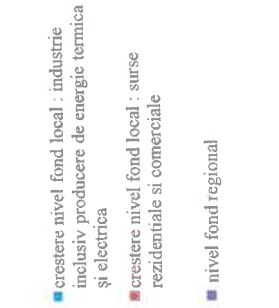 crestere nivel fond local : industrie
inclusiv producere de energie termica
și electrica
crestere nivel fond local : surse
rezidentiale si comerciale
nivel fond regional